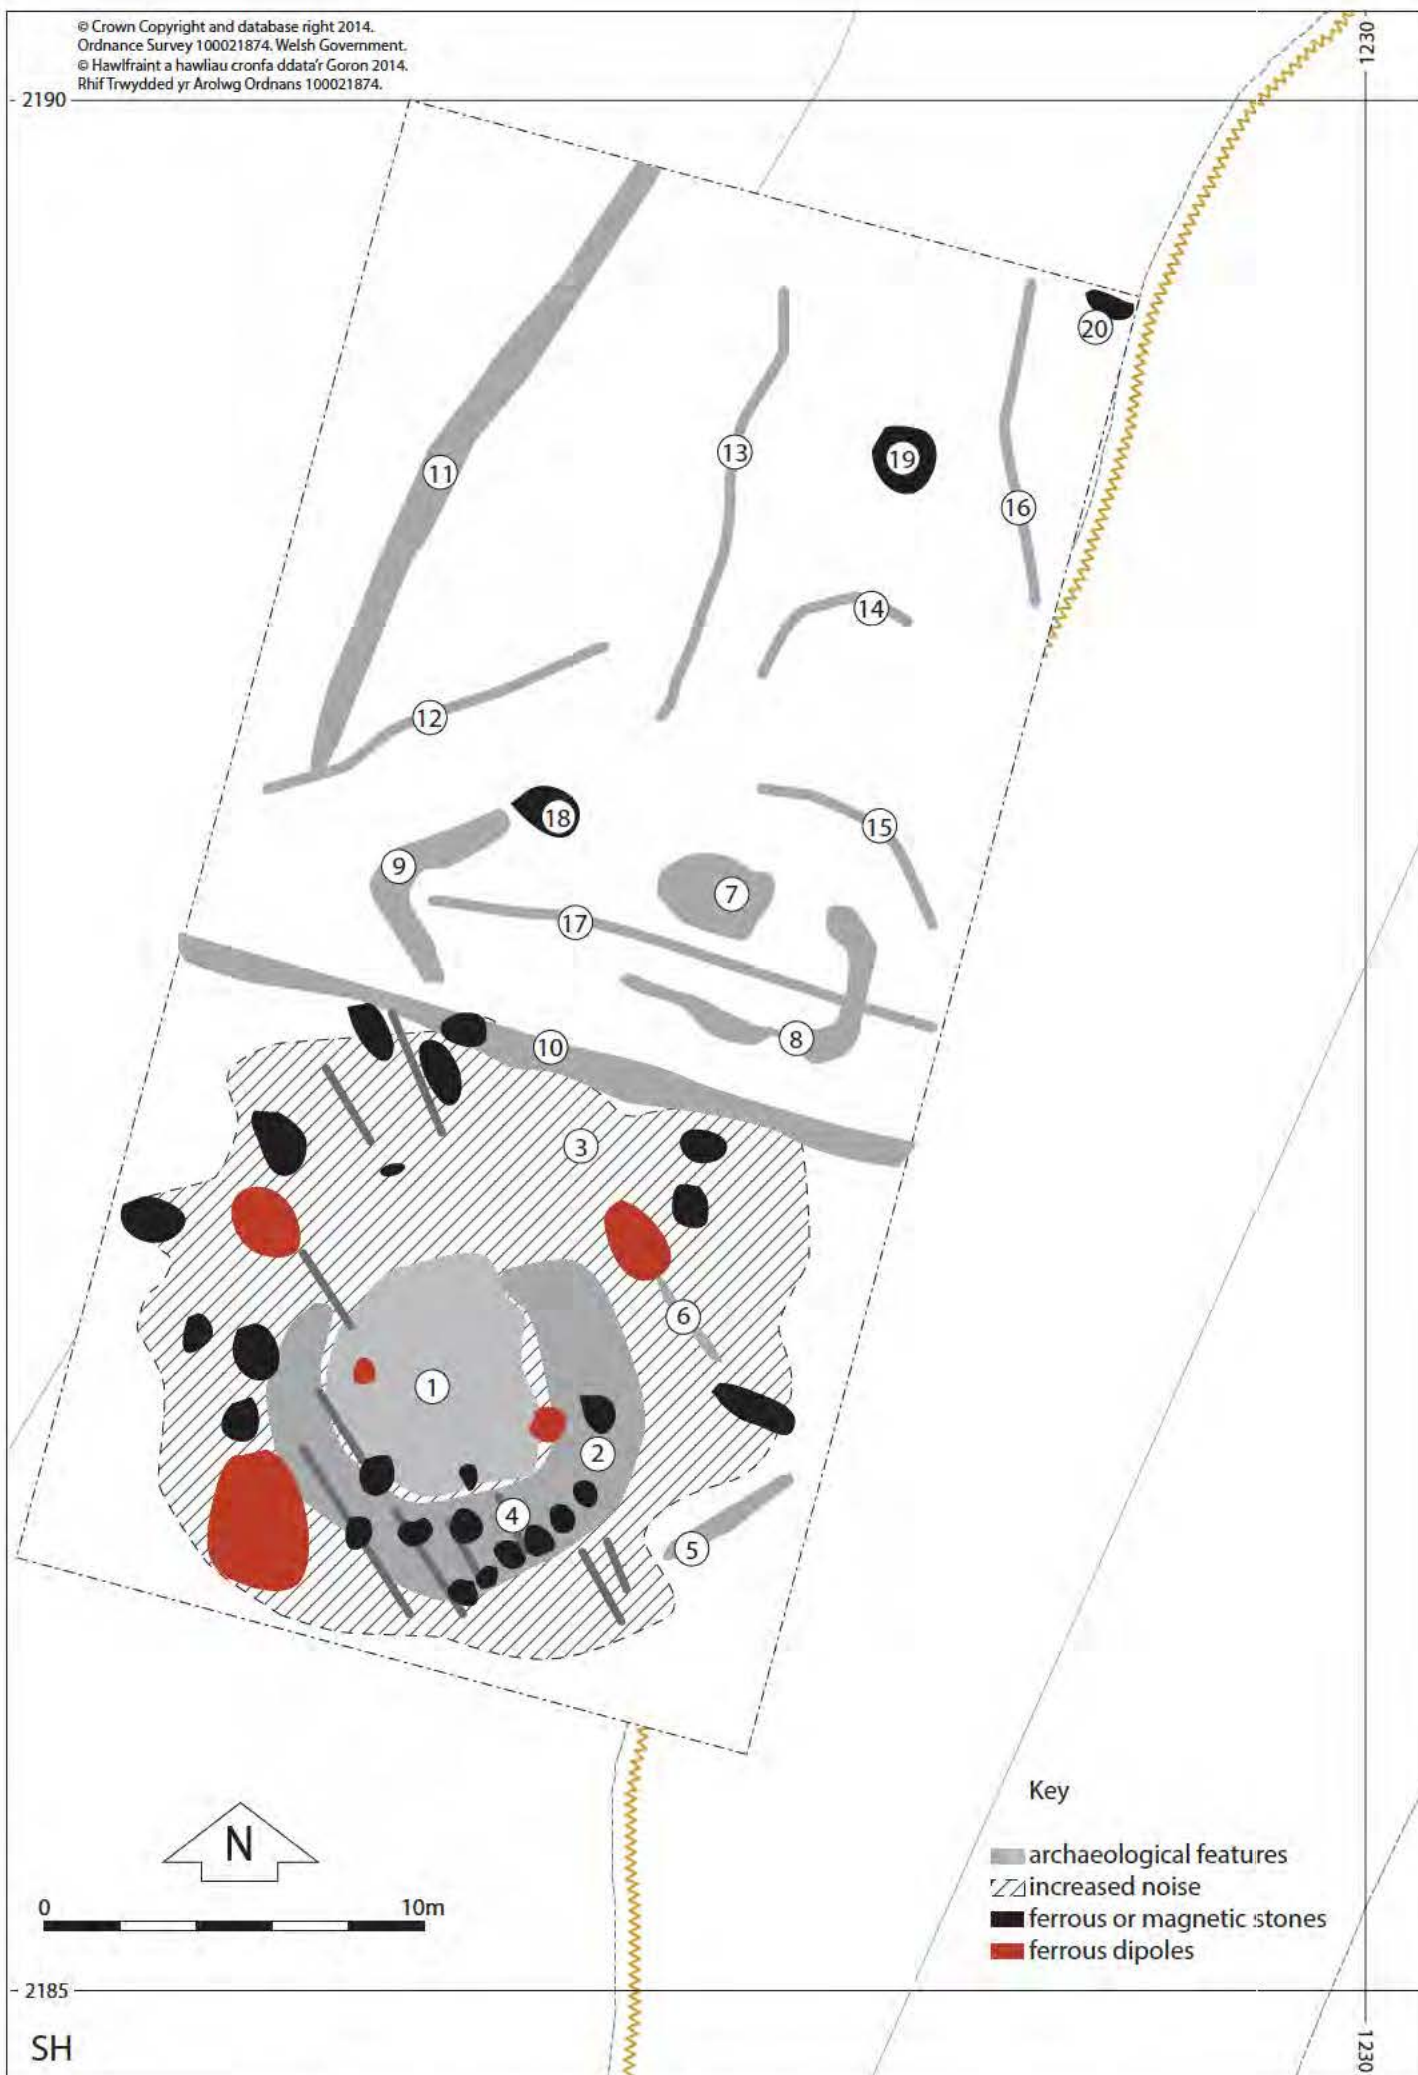 © Crown Copyright and database right 2014.
Ordnance Survey 100021874. Welsh Government.
© Hawlfraint a hawliau cronfa ddata'r Goron 2014.
Rhif Trwydded yr Arolwg Ordnans 100021874.
1230
2190
20
13
19
11
16
14
12
18
15
9
7
17
8
10
3
6
1
2
4
5
Key
N
archaeological features
increased noise
0 10m
ferrous or magnetic stones
ferrous dipoles
2185
SH
1230